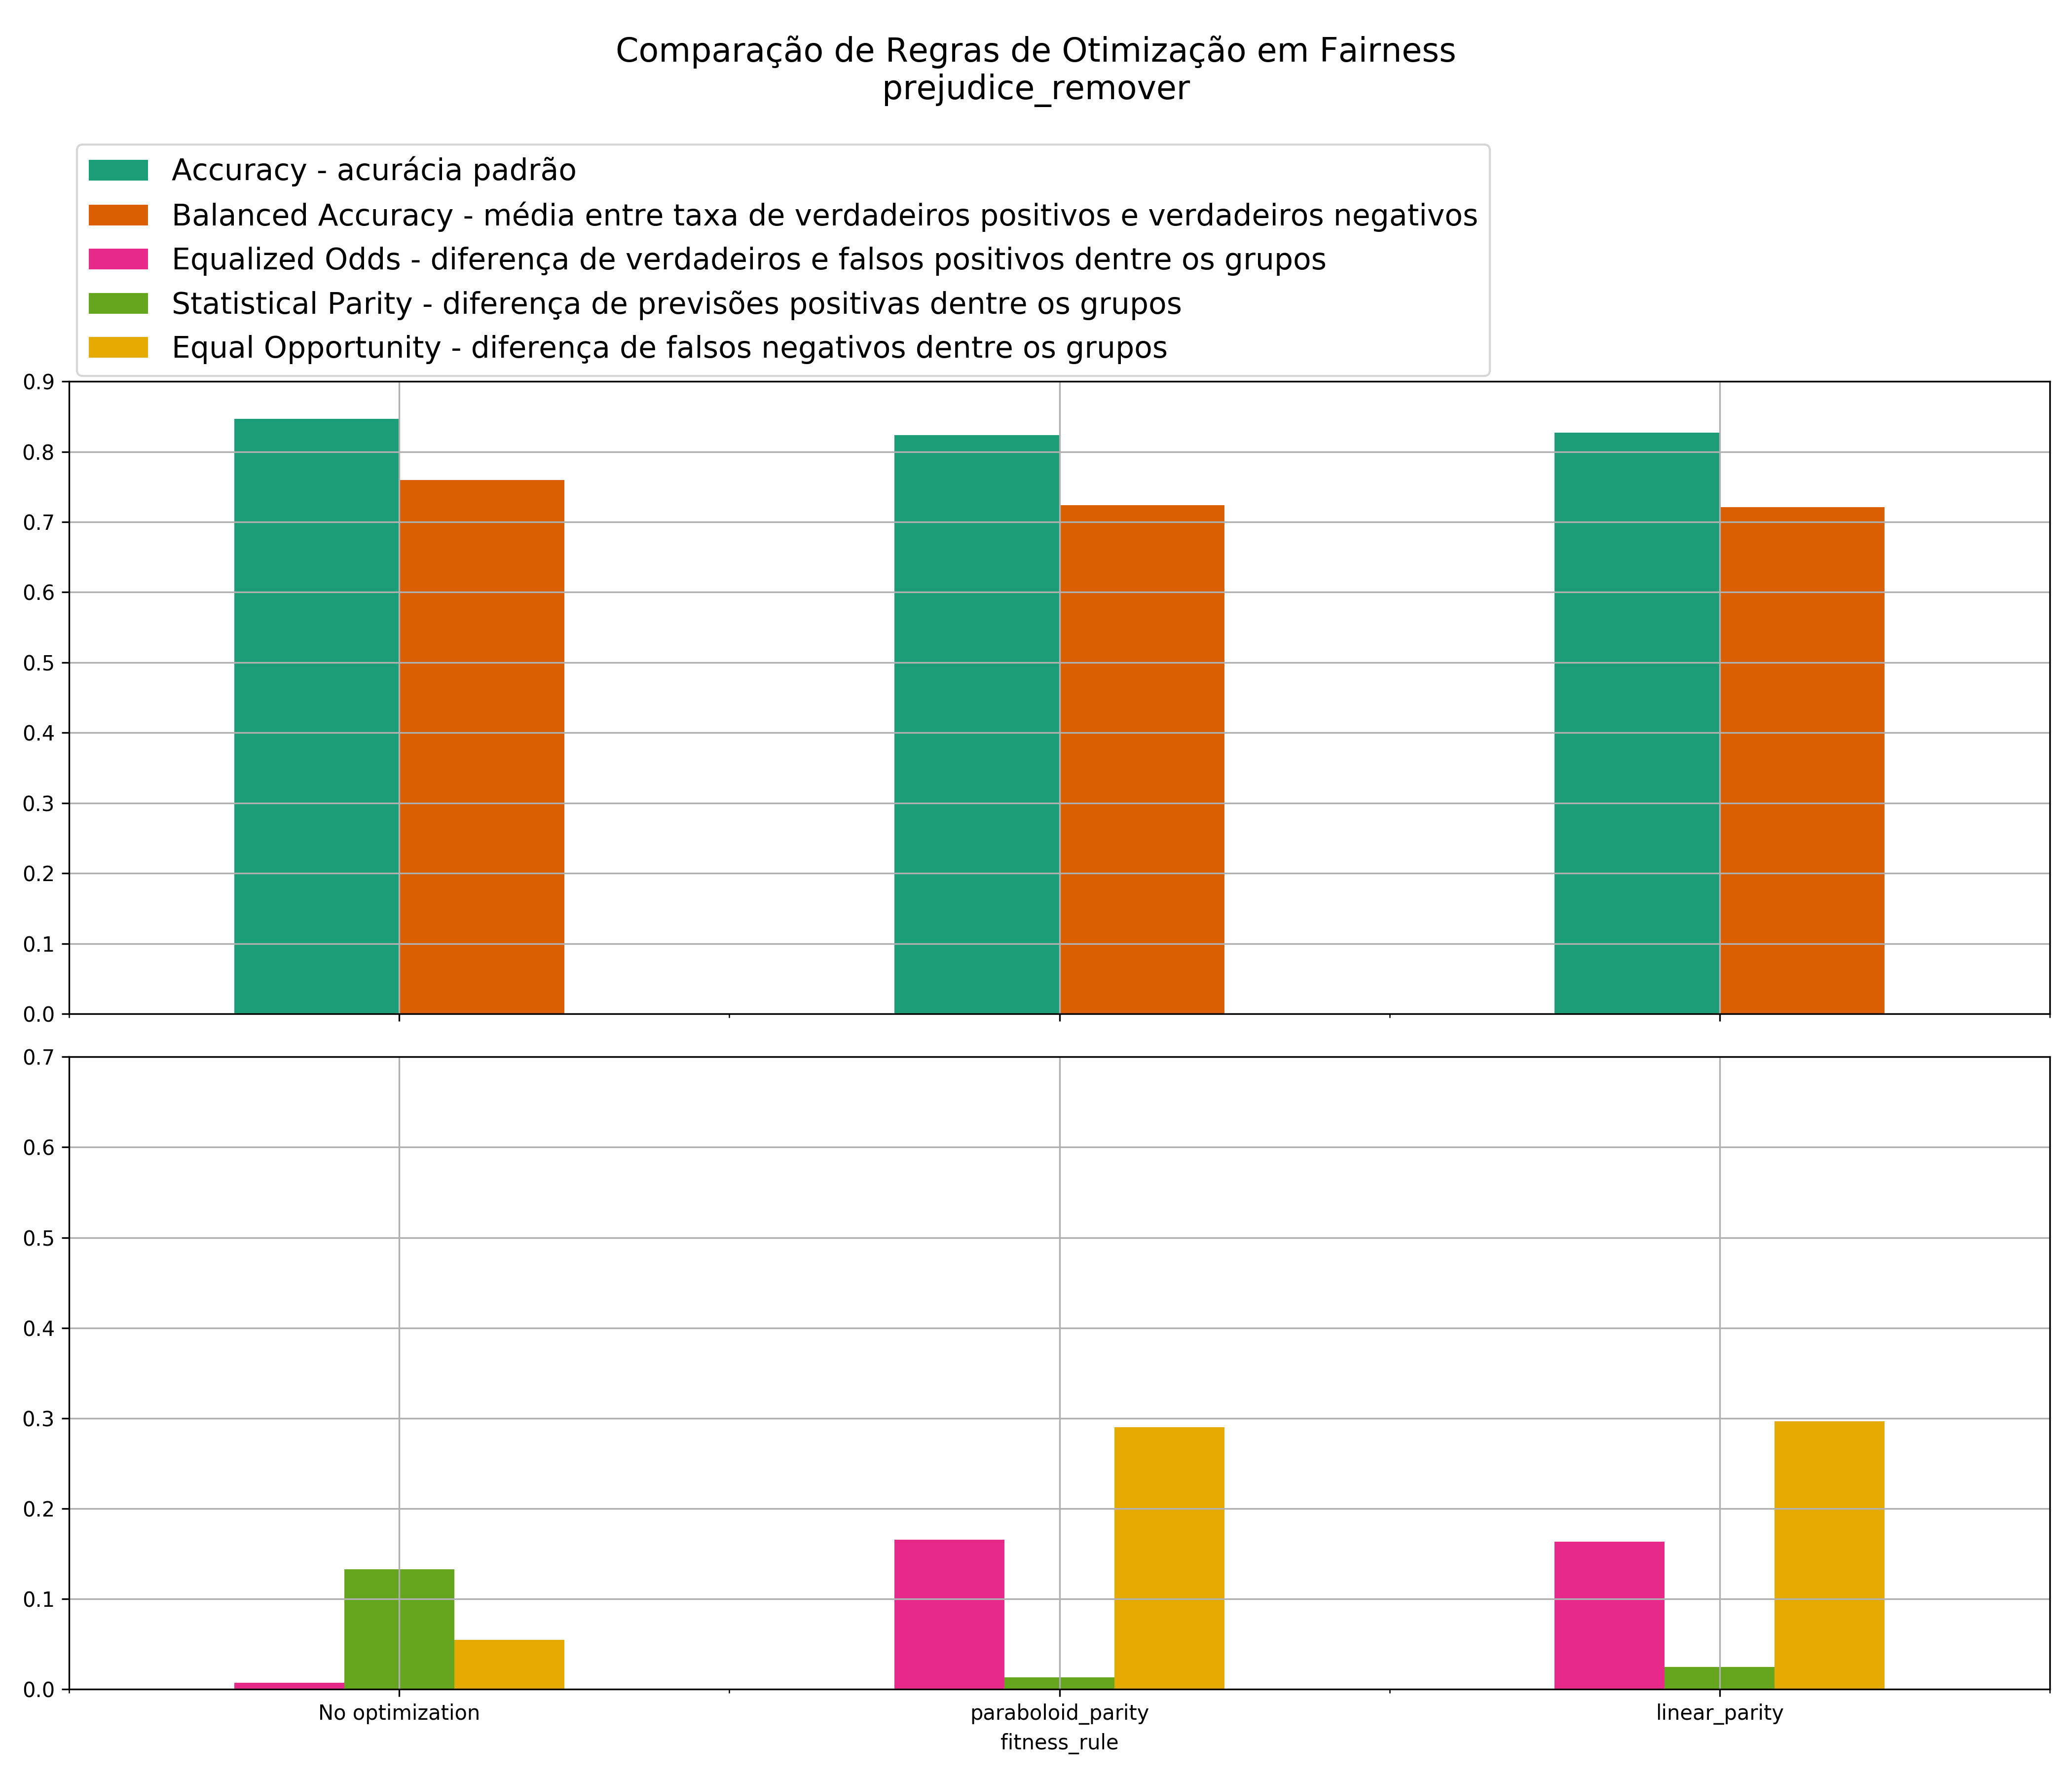 Comparação de Regras de Otimização em Fairness
prejudice_remover
Accuracy - acurácia padrão
Balanced Accuracy - média entre taxa de verdadeiros positivos e verdadeiros negativos
Equalized Odds - diferença de verdadeiros e falsos positivos dentre os grupos
Statistical Parity - diferença de previsões positivas dentre os grupos
Equal Opportunity - diferença de falsos negativos dentre os grupos
0.9
0.8
0.7
0.6
0.5
0.4
0.3
0.2
0.1
0.0
0.7
0.6
0.5
0.4
0.3
0.2
0.1
0.0
No optimization paraboloid_parity linear_parity
fitness_rule